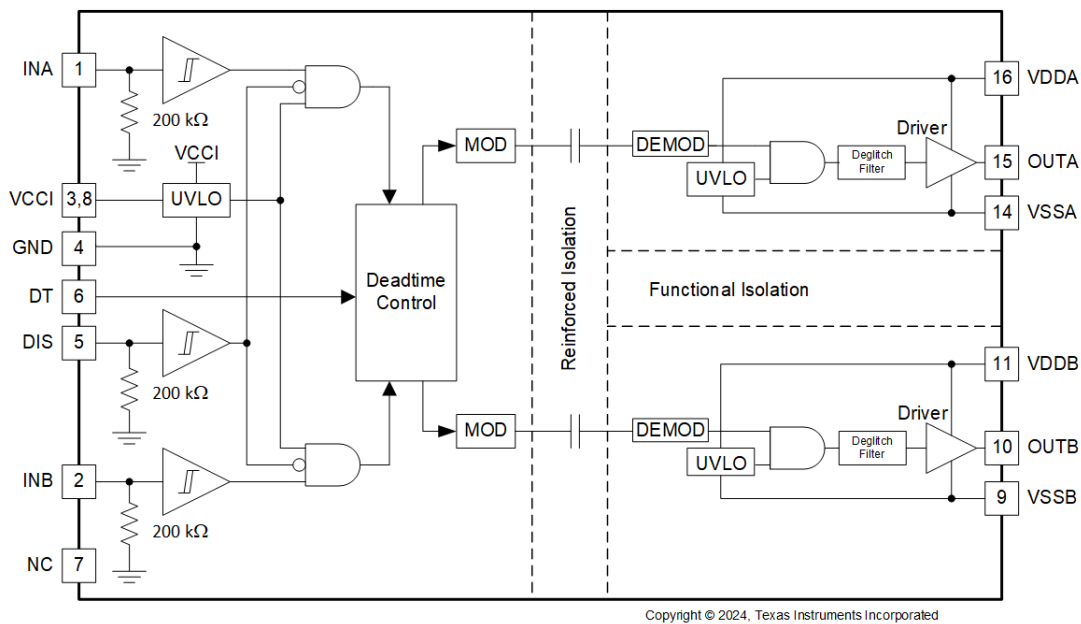 INA
1
200 kΩ
VCCI
VCCI
3,8
UVLO
GND
4
DT
6
DIS
5
200 kΩ
INB
2
200 kΩ
NC
7
Deadtime
Control
MOD
MOD
Reinforced Isolation
DEMOD
UVLO
Deglitch
Filter
Driver
16
VDDA
15
OUTA
14
VSSA
Functional Isolation
DEMOD
UVLO
Deglitch
Filter
Driver
11
VDDB
10
OUTB
9
VSSB
Copyright © 2024, Texas Instruments Incorporated